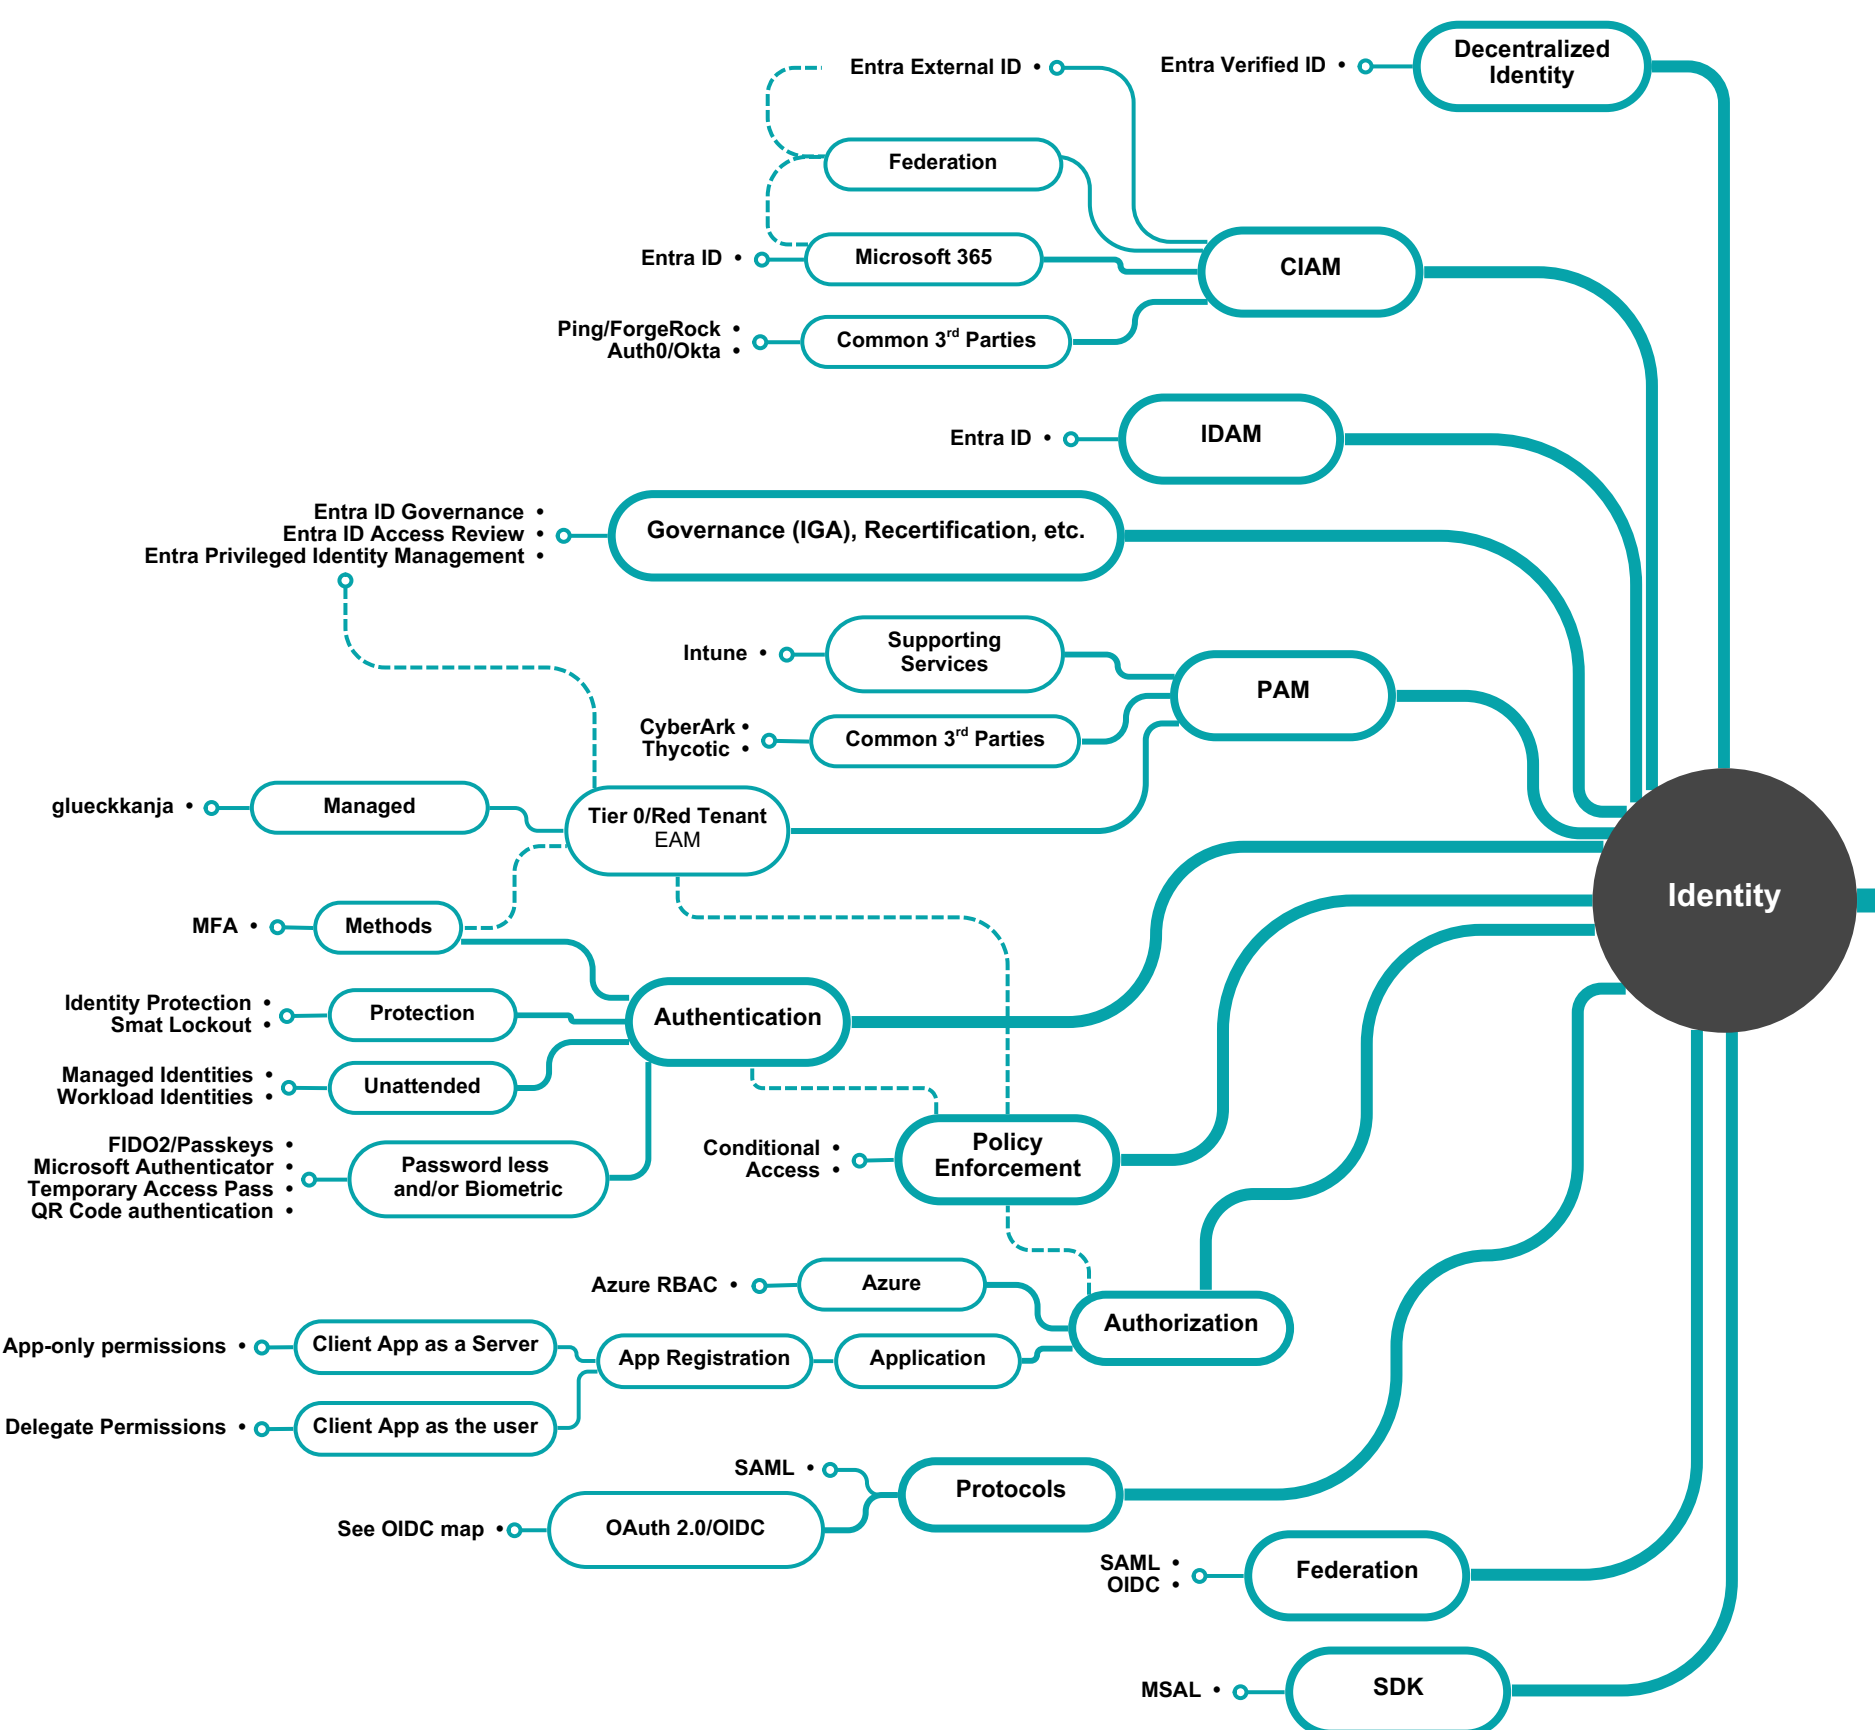 Decentralized
Identity
Entra Verified ID •
Entra External ID •
Federation
Microsoft 365
Entra ID •
CIAM
Common 3rd Parties
Ping/ForgeRock •
Auth0/Okta •
IDAM
Entra ID •
Governance (IGA), Recertification, etc.
Entra ID Governance •
Entra ID Access Review •
Entra Privileged Identity Management •
Supporting
Services
Intune •
PAM
Common 3rd Parties
CyberArk •
Thycotic •
Tier 0/Red Tenant
EAM
Managed
glueckkanja •
Identity
Methods
MFA •
Authentication
Protection
Identity Protection •
Smat Lockout •
Unattended
Managed Identities •
Workload Identities •
Password less
and/or Biometric
FIDO2/Passkeys •
Microsoft Authenticator •
Temporary Access Pass •
QR Code authentication •
Policy
Enforcement
Conditional •
Access •
Azure
Azure RBAC •
Authorization
Application
App Registration
Client App as a Server
App-only permissions •
Client App as the user
Delegate Permissions •
Protocols
SAML •
OAuth 2.0/OIDC
See OIDC map •
Federation
SAML •
OIDC •
SDK
MSAL •